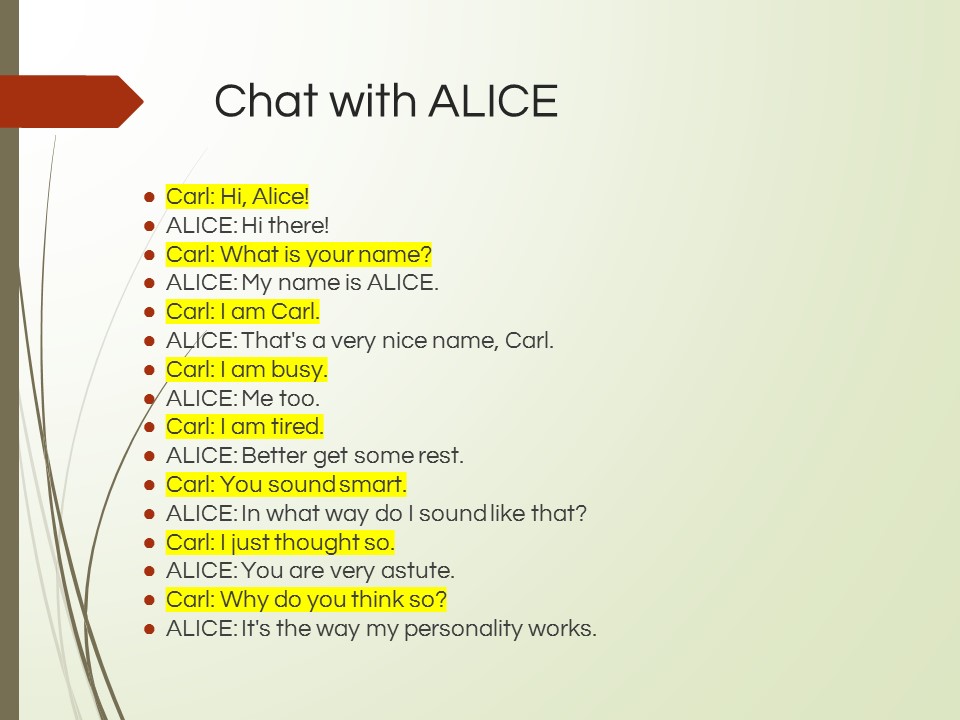 Chat with ALICE
Carl: Hi, Alice!
ALICE: Hi there!
Carl: What is your name?
ALICE: My name is ALICE.
Carl: I am Carl.
ALICE: That's a very nice name, Carl.
Carl: I am busy.
ALICE: Me too.
Carl: I am tired.
ALICE: Better get some rest.
Carl: You sound smart.
ALICE: In what way do I sound like that?
Carl: I just thought so.
ALICE: You are very astute.
Carl: Why do you think so?
ALICE: It's the way my personality works.